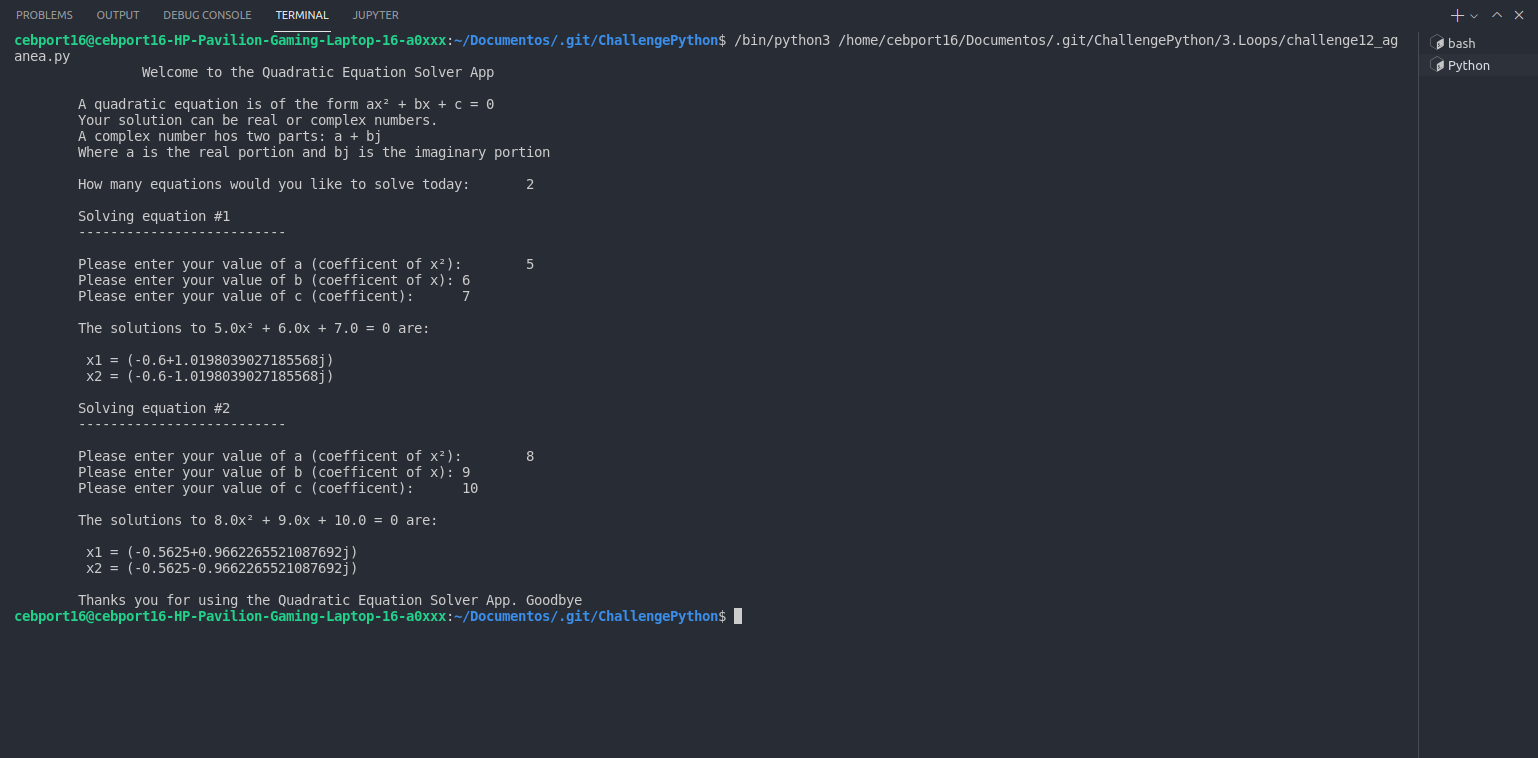 PROBLEMS OUTPUT DEBUG CONSOLE TERMINAL JUPYTER
cebport16@cebport16-HP-Pavilion-Gaming-Laptop-16-a0xxx:~/Documentos/.git/ChallengePython$ /bin/python3 /home/cebport16/Documentos/.git/ChallengePython/3.Loops/challenge12_ag
anea.py
Welcome to the Quadratic Equation Solver App
A quadratic equation is of the form ax² + bx + c = 0
Your solution can be real or complex numbers.
A complex number hos two parts: a + bj
Where a is the real portion and bj is the imaginary portion
How many equations would you like to solve today: 2
Solving equation #1
--------------------------
Please enter your value of a (coefficent of x²): 5
Please enter your value of b (coefficent of x): 6
Please enter your value of c (coefficent): 7
The solutions to 5.0x² + 6.0x + 7.0 = 0 are:
x1 = (-0.6+1.0198039027185568j)
x2 = (-0.6-1.0198039027185568j)
Solving equation #2
--------------------------
Please enter your value of a (coefficent of x²): 8
Please enter your value of b (coefficent of x): 9
Please enter your value of c (coefficent): 10
The solutions to 8.0x² + 9.0x + 10.0 = 0 are:
x1 = (-0.5625+0.9662265521087692j)
x2 = (-0.5625-0.9662265521087692j)
Thanks you for using the Quadratic Equation Solver App. Goodbye
cebport16@cebport16-HP-Pavilion-Gaming-Laptop-16-a0xxx:~/Documentos/.git/ChallengePython$
bash
Python